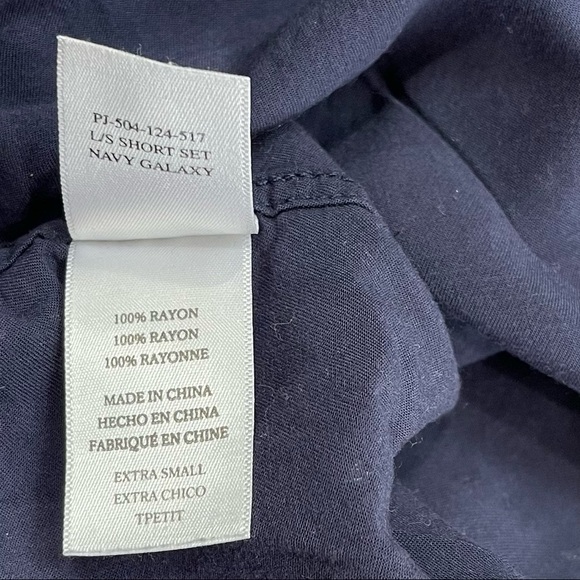 PJ-504-124-517
L/S SHORT SET
NAVY GALAXY
100% RAYON
100% RAYON
100% RAYONNE
MADE IN CHINA
HECHO EN CHINA
FABRIQUÉ EN CHINE
EXTRA SMALL
EXTRA CHICO
TPETIT